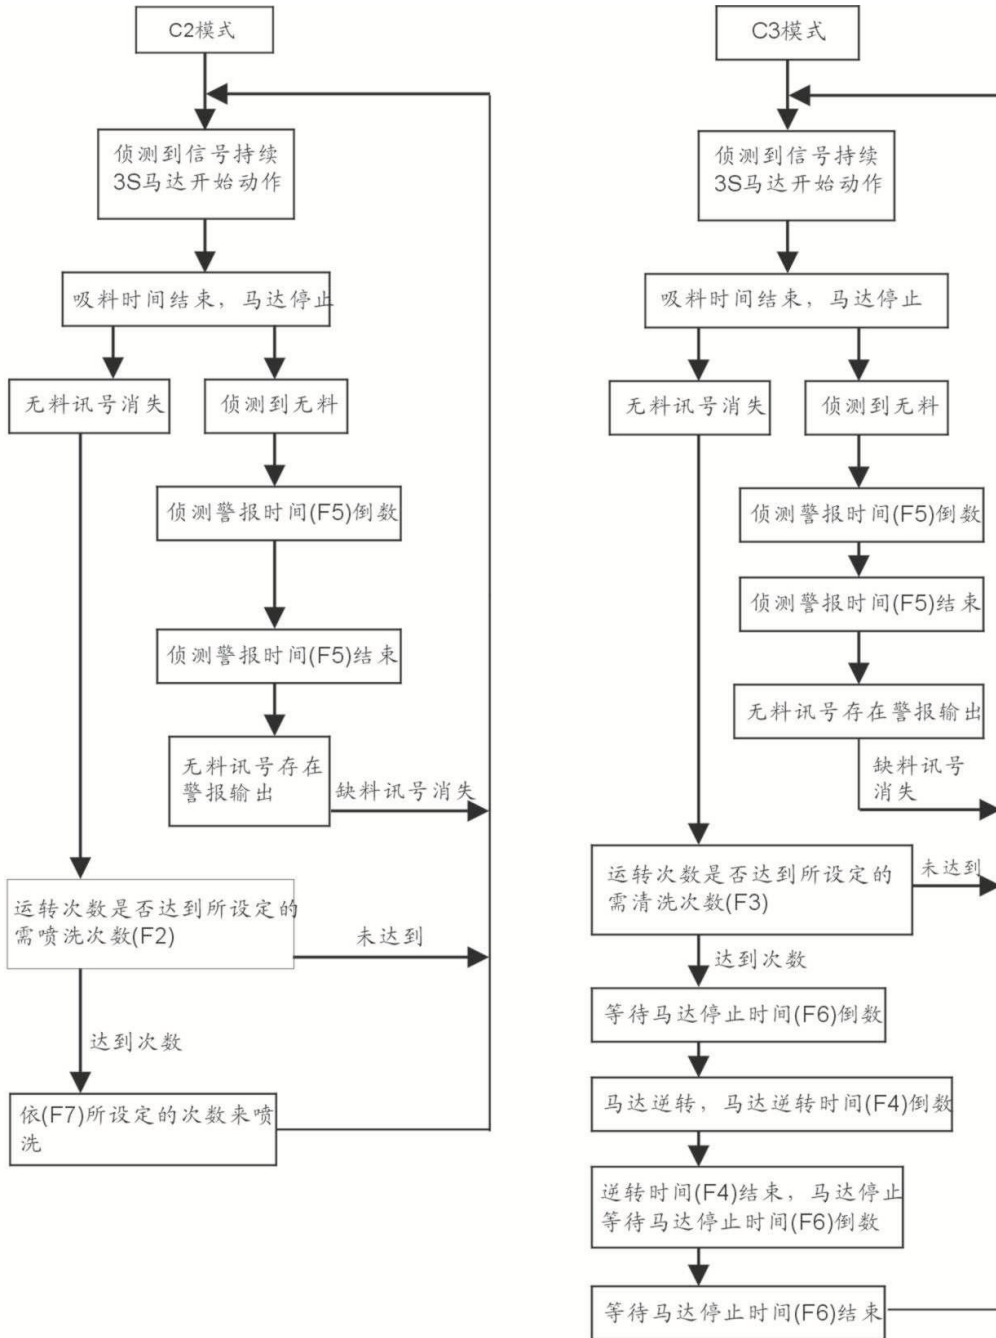 C2模式
侦测到信号持续
3S马达开始动作
吸料时间结束，马达停止
无料讯号消失
侦测到无料
侦测警报时间(F5)倒数
侦测警报时间(F5)结束
无料讯号存在
警报输出
缺料讯号消失
运转次数是否达到所设定的
需喷洗次数(F2)
未达到
达到次数
依(F7)所设定的次数来喷
洗
C3模式
侦测到信号持续
3S马达开始动作
吸料时间结束，马达停止
无料讯号消失
侦测到无料
侦测警报时间(F5)倒数
侦测警报时间(F5)结束
无料讯号存在警报输出
缺料讯号
消失
运转次数是否达到所设定的
需清洗次数(F3)
未达到
达到次数
等待马达停止时间(F6)倒数
马达逆转，马达逆转时间(F4)倒数
逆转时间(F4)结束，马达停止
等待马达停止时间(F6)倒数
等待马达停止时间(F6)结束